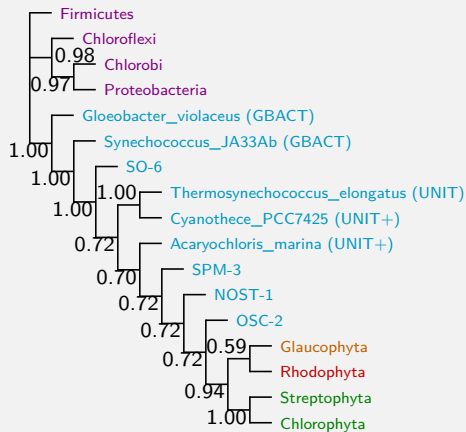 Firmicutes
Chloroflexi
0.98
Chlorobi
0.97
Proteobacteria
Gloeobacter_violaceus (GBACT)
Synechococcus_JA33Ab (GBACT)
1.00
SO-6
1.00
Thermosynechococcus_elongatus (UNIT)
1.00
Cyanothece_PCC7425 (UNIT+)
1.00
Acaryochloris_marina (UNIT+)
0.72
SPM-3
0.70
NOST-1
0.72
OSC-2
0.72
Glaucophyta
0.59
0.72
Rhodophyta
0.94
Streptophyta
1.00
Chlorophyta